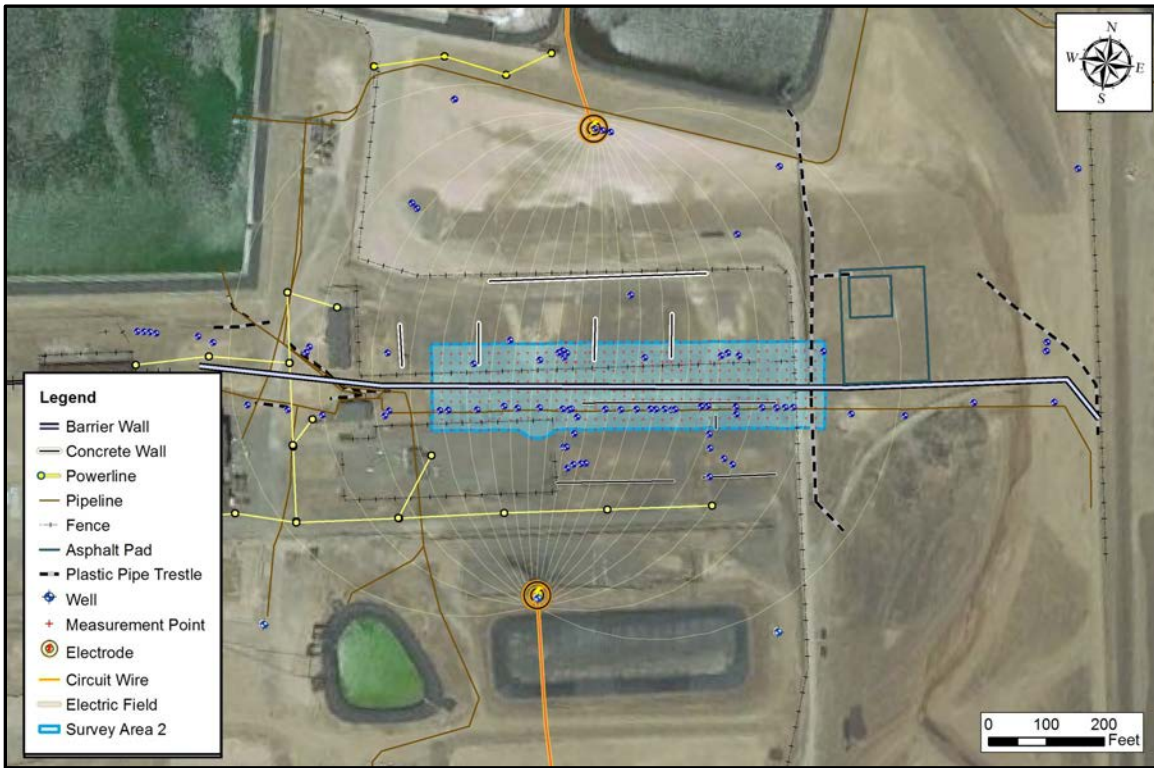 N
W
E
S
Legend
Barrier Wall
Concrete Wall
Powerline
Pipeline
Fence
Asphalt Pad
Plastic Pipe Trestle
Well
Measurement Point
Electrode
Circuit Wire
Electric Field
Survey Area 2
0 100 200
Feet